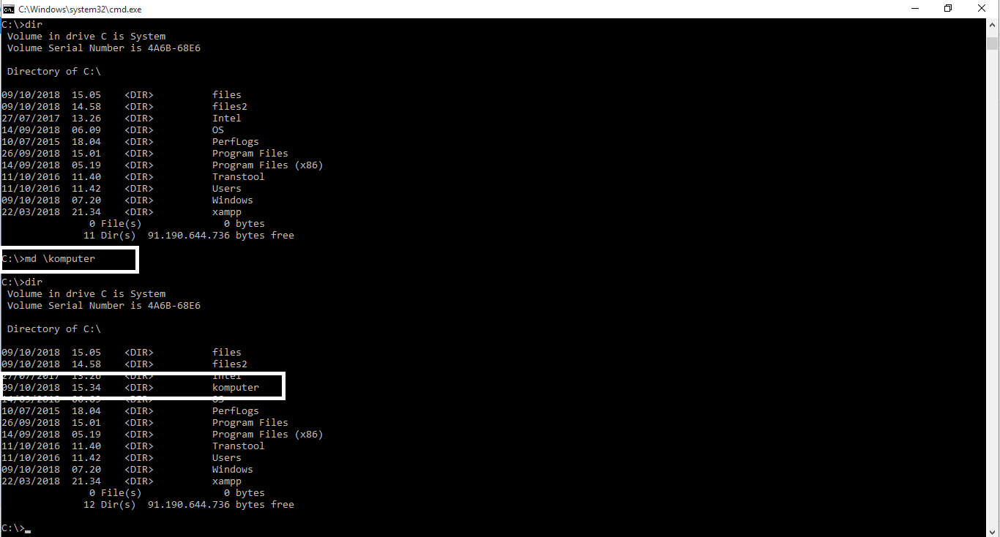 C:\Windows\system32\cmd.exe
C:\>dir
 Volume in drive C is System
 Volume Serial Number is 4A6B-68E6
 Directory of C:\
09/10/2018  15.05    <DIR>          files
09/10/2018  14.58    <DIR>          files2
27/07/2017  13.26    <DIR>          Intel
14/09/2018  06.09    <DIR>          OS
10/07/2015  18.04    <DIR>          PerfLogs
26/09/2018  15.01    <DIR>          Program Files
14/09/2018  05.19    <DIR>          Program Files (x86)
11/10/2016  11.40    <DIR>          Transtool
11/10/2016  11.42    <DIR>          Users
09/10/2018  07.20    <DIR>          Windows
22/03/2018  21.34    <DIR>          xampp
               0 File(s)              0 bytes
              11 Dir(s)  91.190.644.736 bytes free
C:\>md \komputer
C:\>dir
 Volume in drive C is System
 Volume Serial Number is 4A6B-68E6
 Directory of C:\
09/10/2018  15.05    <DIR>          files
09/10/2018  14.58    <DIR>          files2
27/07/2017  13.26    <DIR>          Intel
09/10/2018  15.34    <DIR>          komputer
14/09/2018  06.09    <DIR>          OS
10/07/2015  18.04    <DIR>          PerfLogs
26/09/2018  15.01    <DIR>          Program Files
14/09/2018  05.19    <DIR>          Program Files (x86)
11/10/2016  11.40    <DIR>          Transtool
11/10/2016  11.42    <DIR>          Users
09/10/2018  07.20    <DIR>          Windows
22/03/2018  21.34    <DIR>          xampp
               0 File(s)              0 bytes
              12 Dir(s)  91.190.644.736 bytes free
C:\>